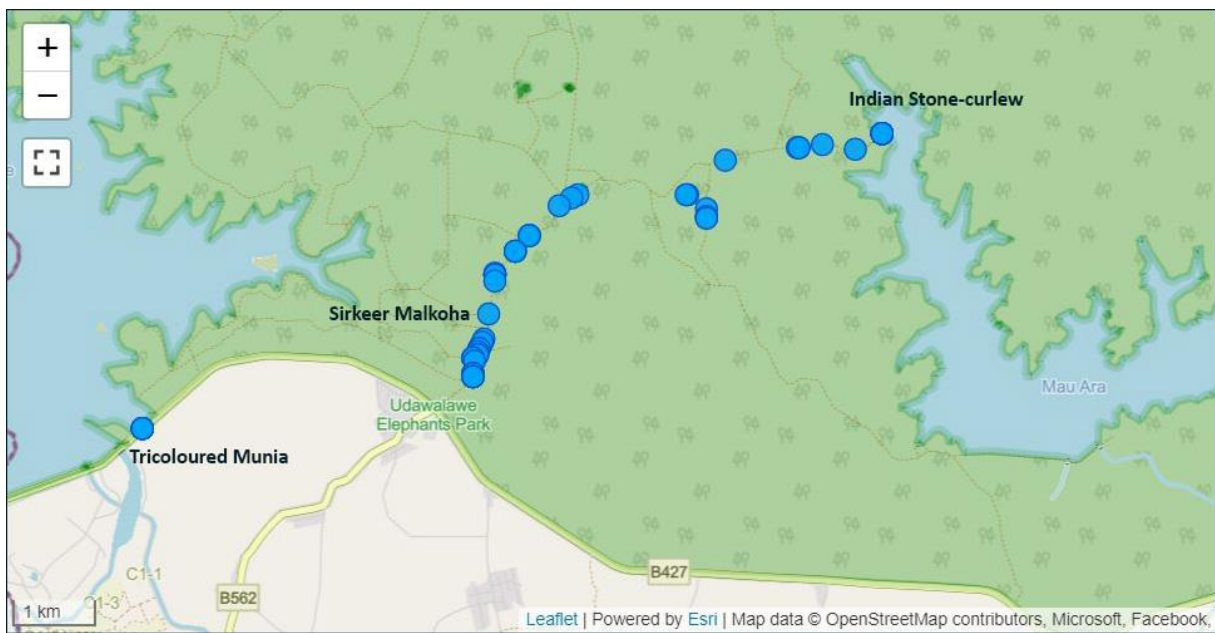 +
−
Indian Stone-curlew
Sirkeer Malkoha
Mau Ara
Udawalawe
Elephants Park
Tricoloured Munia
B427
C1-1
B562
1 km
Leaflet | Powered by Esri | Map data © OpenStreetMap contributors, Microsoft, Facebook,